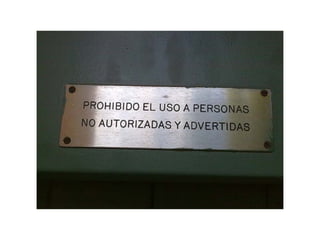 PROHIBIDO EL USO A PERSONAS
NO AUTORIZADAS Y ADVERTIDAS